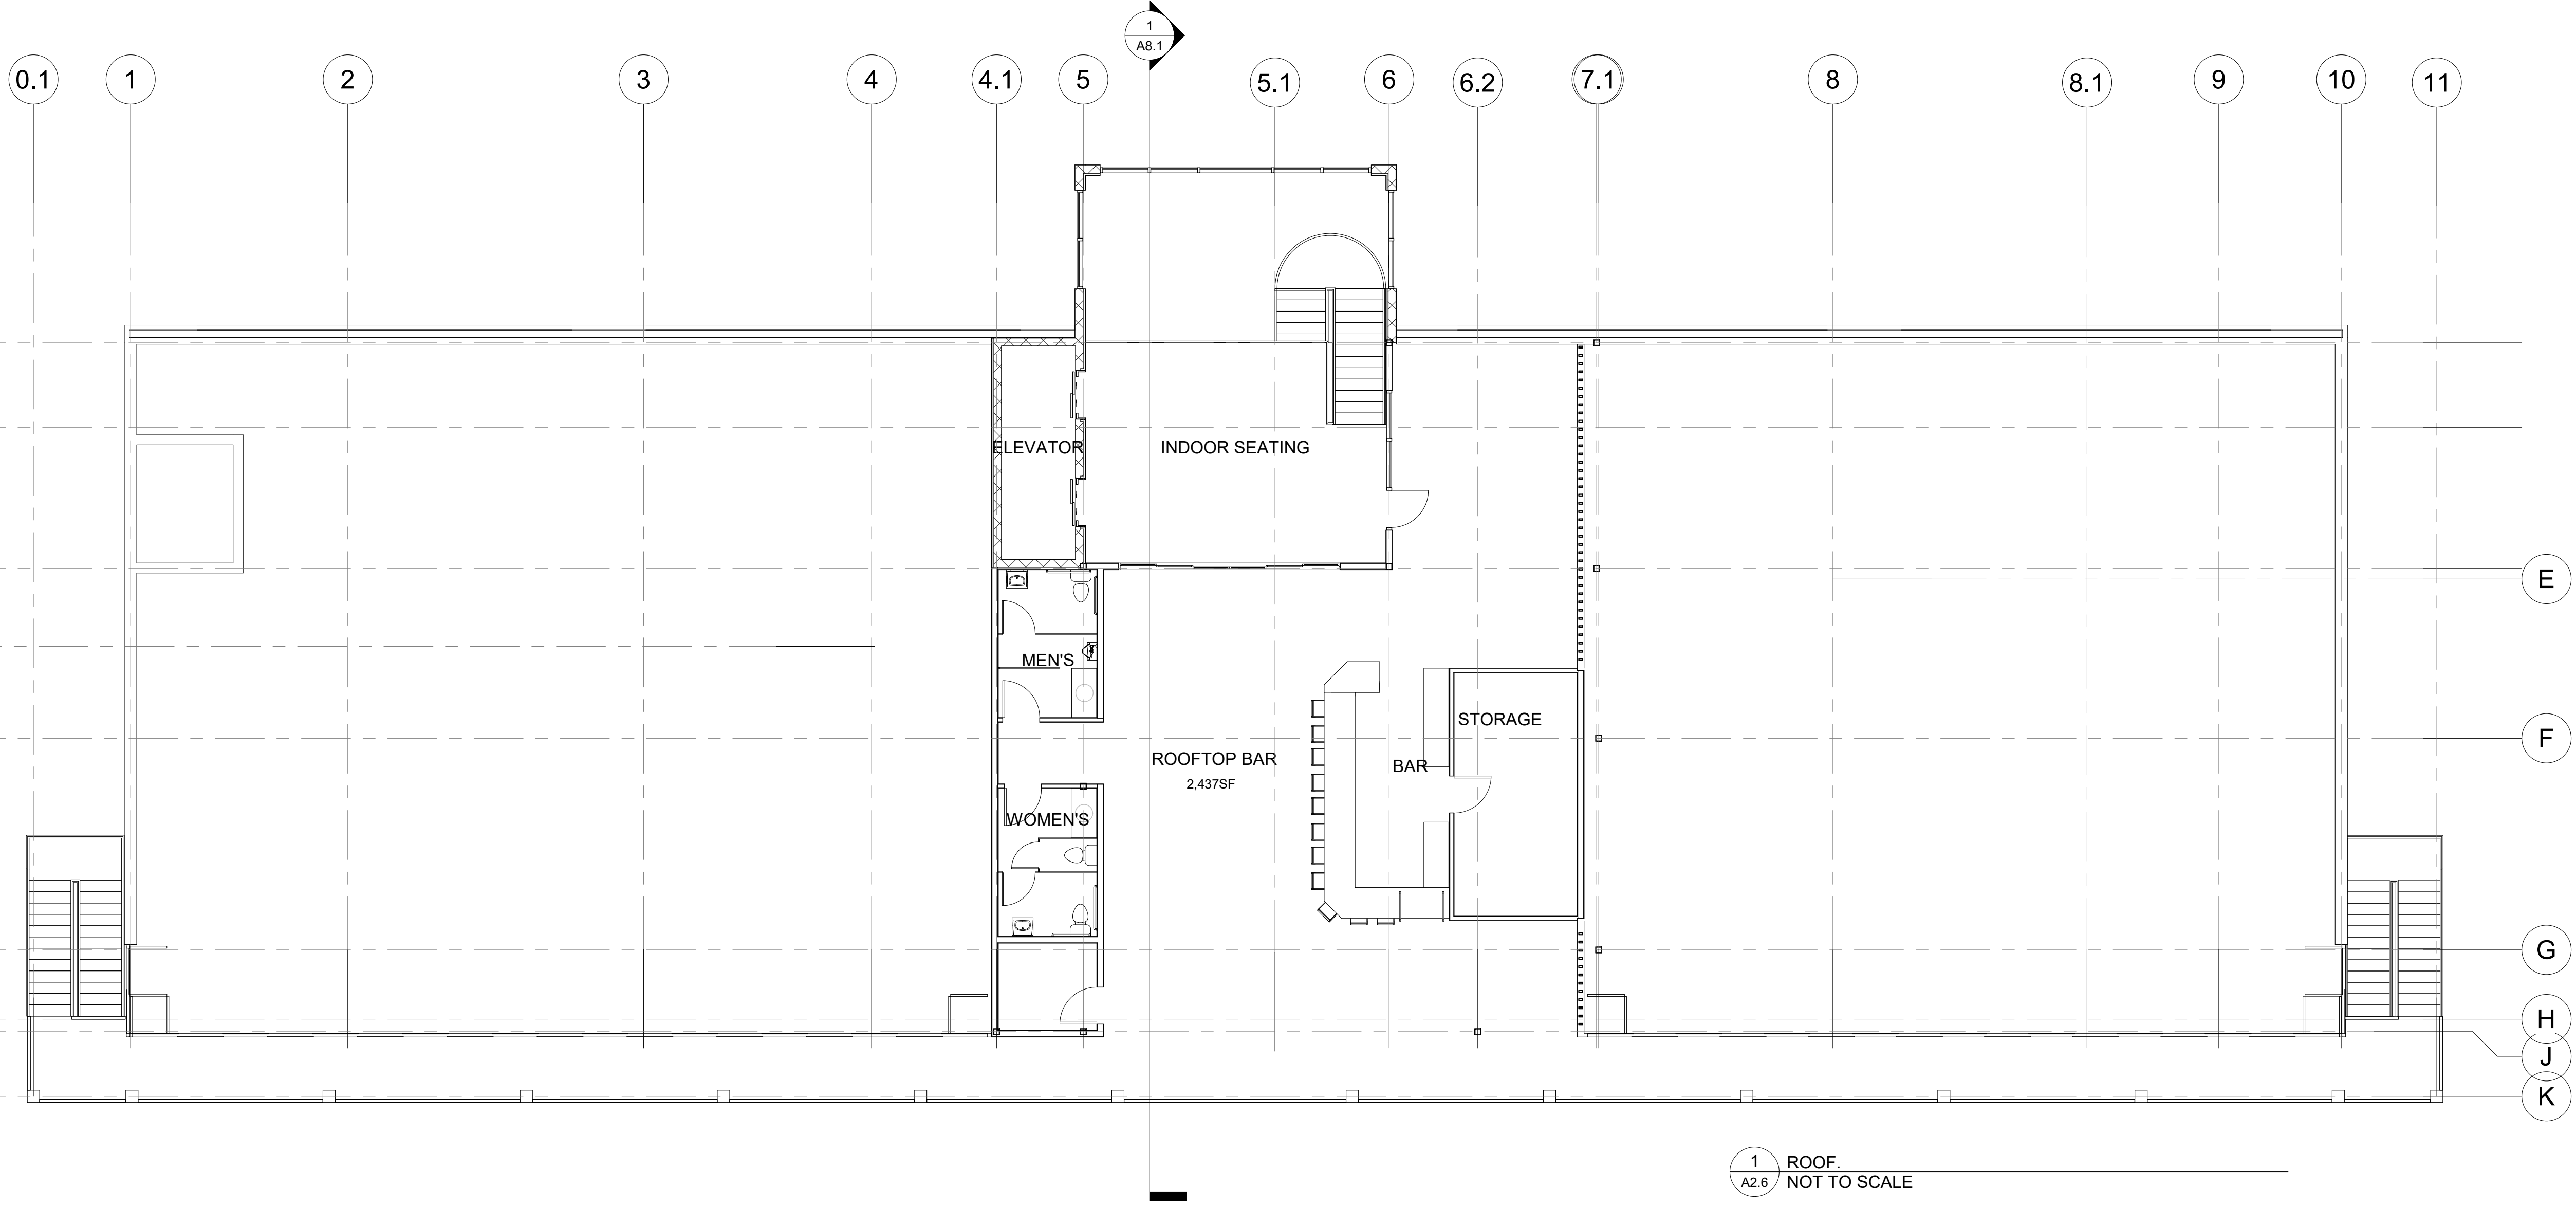 1
A8.1
0.1
1
2
3
4
4.1
5
5.1
6
6.2
7.1
8
8.1
9
10
11
ELEVATOR
INDOOR SEATING
E
MEN'S
STORAGE
F
ROOFTOP BAR
BAR
2,437SF
WOMEN'S
G
H
J
K
1
A2.6
ROOF.
NOT TO SCALE